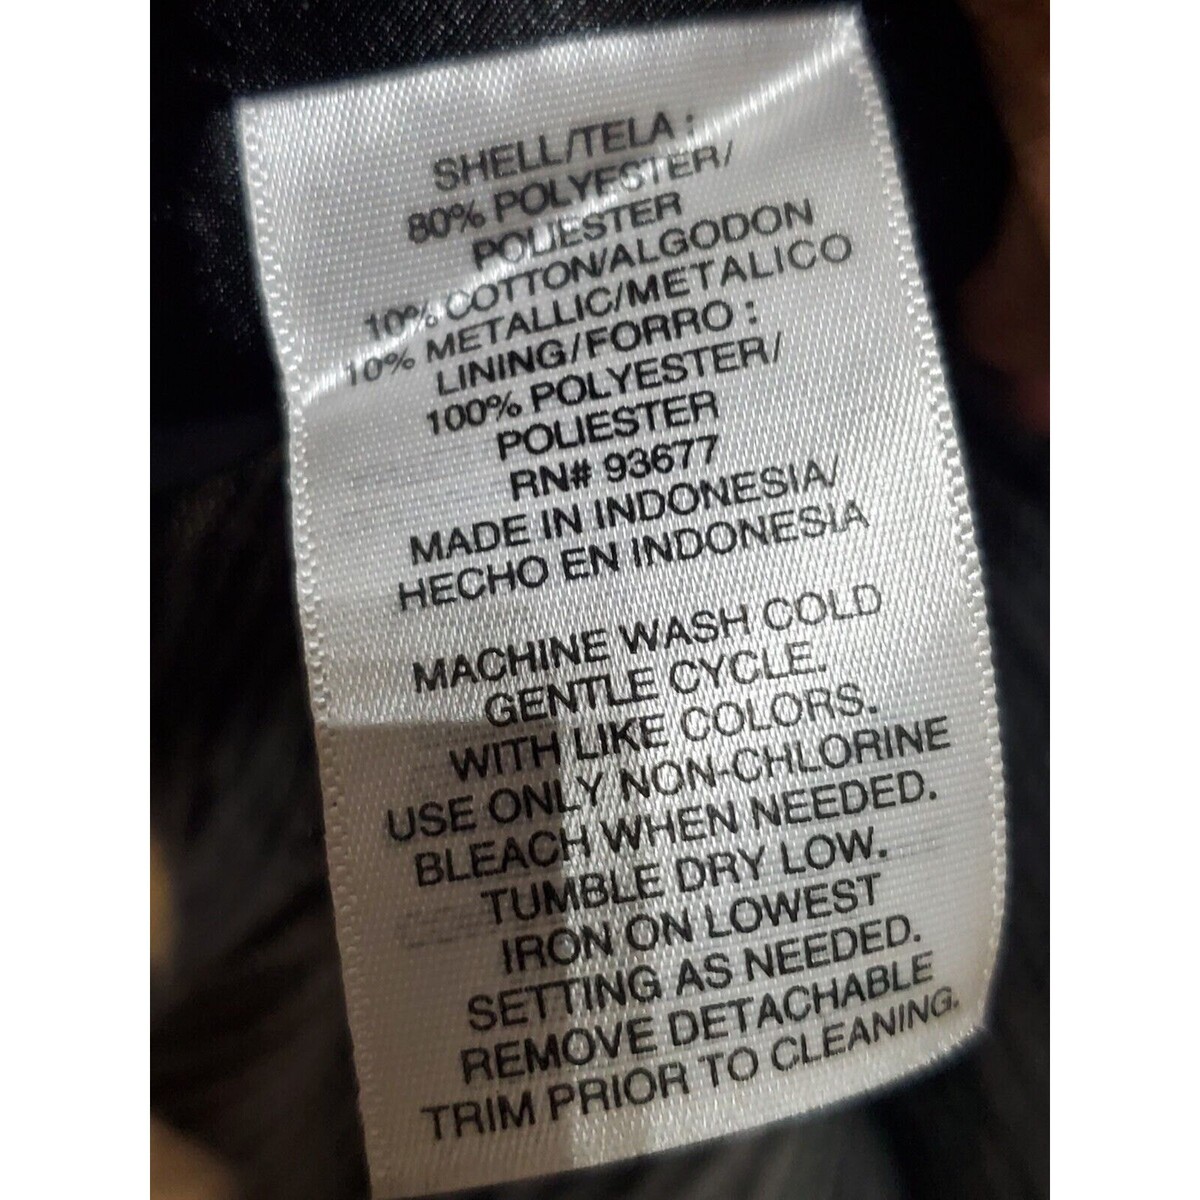 SHELL/TELA :
80% POLYESTER/
POLIESTER
10% COTTON/ALGODON
10% METALLIC/METALICO
LINING/FORRO :
100% POLYESTER/
POLIESTER
RN# 93677
MADE IN INDONESIA/
HECHO EN INDONESIA
MACHINE WASH COLD
GENTLE CYCLE.
WITH LIKE COLORS.
USE ONLY NON-CHLORINE
BLEACH WHEN NEEDED.
TUMBLE DRY LOW.
IRON ON LOWEST
SETTING AS NEEDED.
REMOVE DETACHABLE
TRIM PRIOR TO CLEANING.